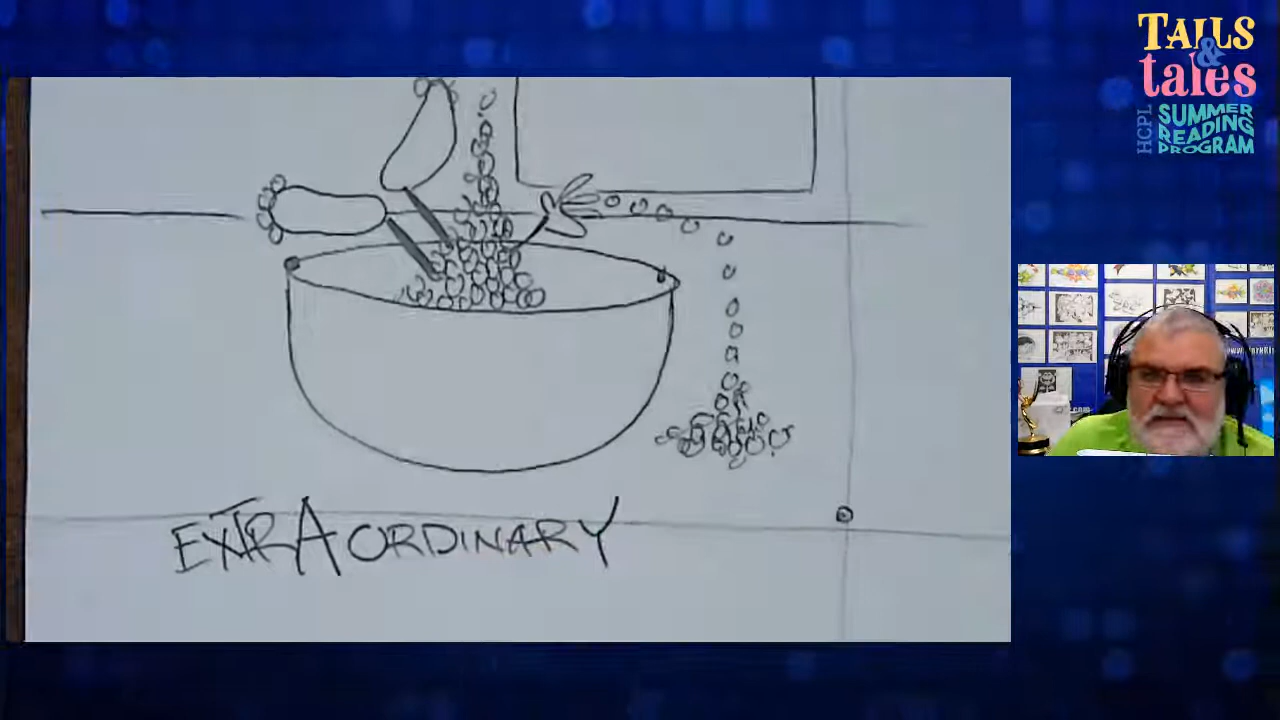 TAILS
&
tales
HCPL
SUMMER
READING
PROGRAM
EXTRAORDINARY